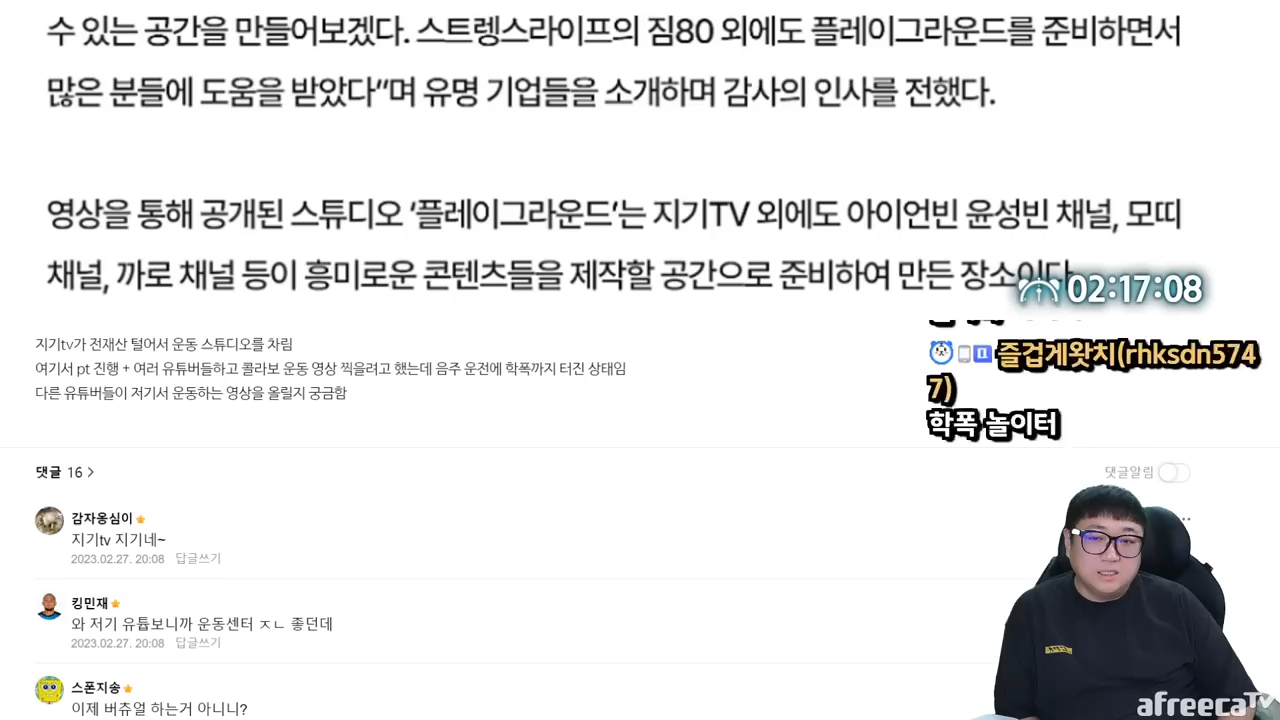 수 있는 공간을 만들어보겠다. 스트렝스라이프의 짐80 외에도 플레이그라운드를 준비하면서
많은 분들에 도움을 받았다”며 유명 기업들을 소개하며 감사의 인사를 전했다.
영상을 통해 공개된 스튜디오 ‘플레이그라운드’는 지기TV 외에도 아이언빈 윤성빈 채널, 모띠
채널, 까로 채널 등이 흥미로운 콘텐츠들을 제작할 공간으로 준비하여 만든 장소이다
02:17:08
지기tv가 전재산 털어서 운동 스튜디오를 차림
여기서 pt 진행 + 여러 유튜버들하고 콜라보 운동 영상 찍을려고 했는데 음주 운전에 학폭까지 터진 상태임
다른 유튜버들이 저기서 운동하는 영상을 올릴지 궁금함
즐겁게왓치(rhksdn574
7)
학폭 놀이터
댓글 16 >
댓글알림
감자옹심이
지기tv 지기네~
2023.02.27. 20:08 답글쓰기
킹민재
와 저기 유튭보니까 운동센터 ㅈㄴ 좋던데
2023.02.27. 20:08 답글쓰기
스폰지송
이제 버츄얼 하는거 아니니?
afreecaTV